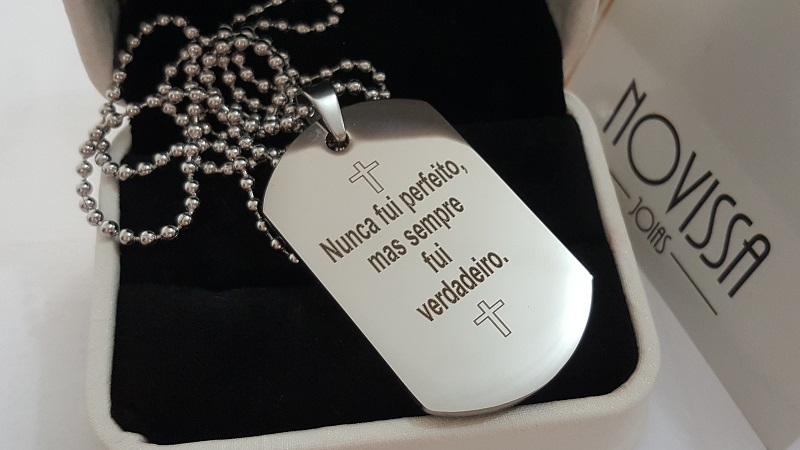 Nunca fui perfeito,
mas sempre
fui
verdadeiro.
NOVISSA
JOIAS